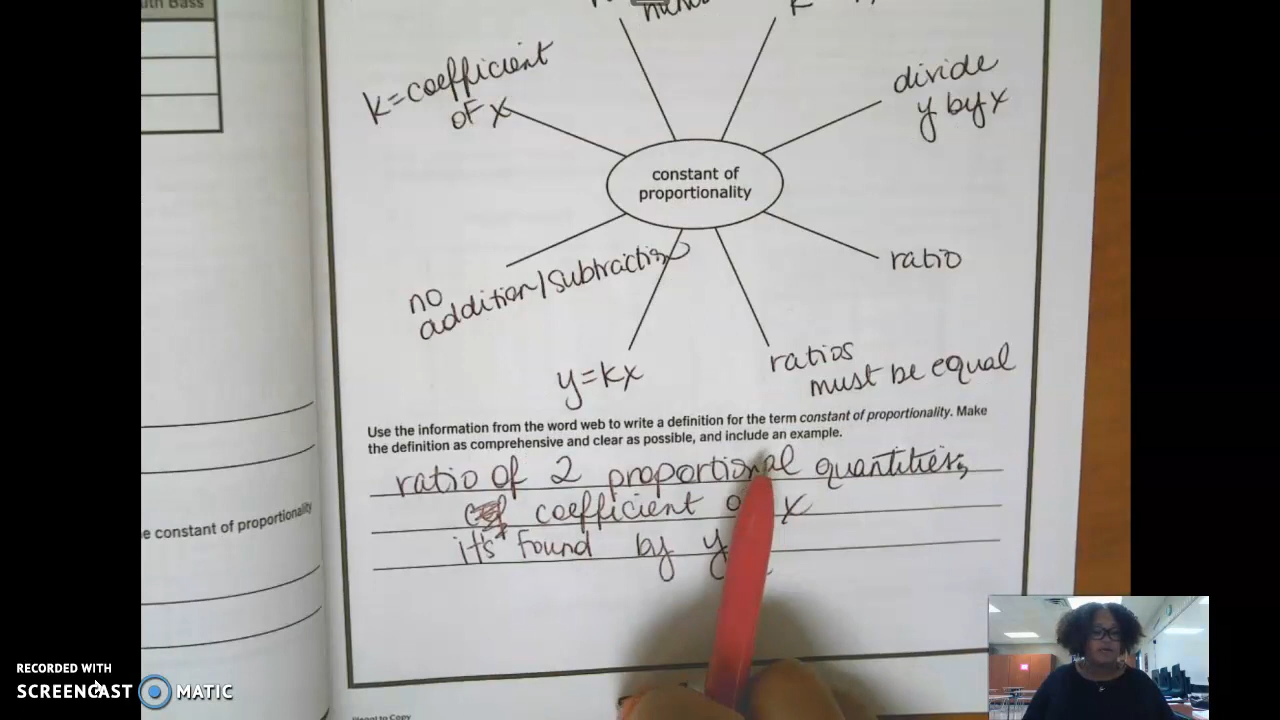 uth Bass
k=coefficient
of x
divide
y by x
constant of
proportionality
no
addition/subtraction
ratio
y=kx
ratios
must be equal
Use the information from the word web to write a definition for the term constant of proportionality. Make
the definition as comprehensive and clear as possible, and include an example.
ratio of 2 proportional quantities,
coefficient x
it's found by y
e constant of proportionality
RECORDED WITH
SCREENCAST MATIC